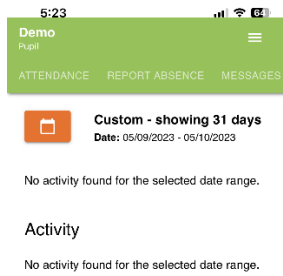 5:23
64
Demo
Pupil
ATTENDANCE REPORT ABSENCE MESSAGES
Custom - showing 31 days
Date: 05/09/2023 - 05/10/2023
No activity found for the selected date range.
Activity
No activity found for the selected date range.